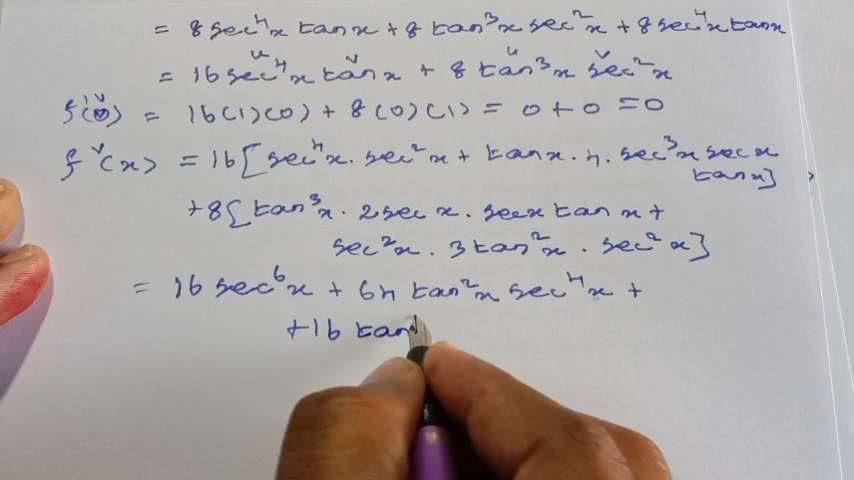 = 8 sec⁴x tan x + 8 tan³x sec²x + 8 sec⁴x tan x
= 16 sec⁴x tan x + 8 tan³x sec²x
= 16(1)(0) + 8(0)(1) = 0 + 0 = 0
f ᵛ(x) = 16[sec⁴x . sec²x + tan x . 4 . sec³x sec x
tan x]
+8[tan³x . 2 sec x . sec x tan x +
sec²x . 3 tan²x . sec²x]
= 16 sec⁶x + 64 tan²x sec⁴x +
+16 tan